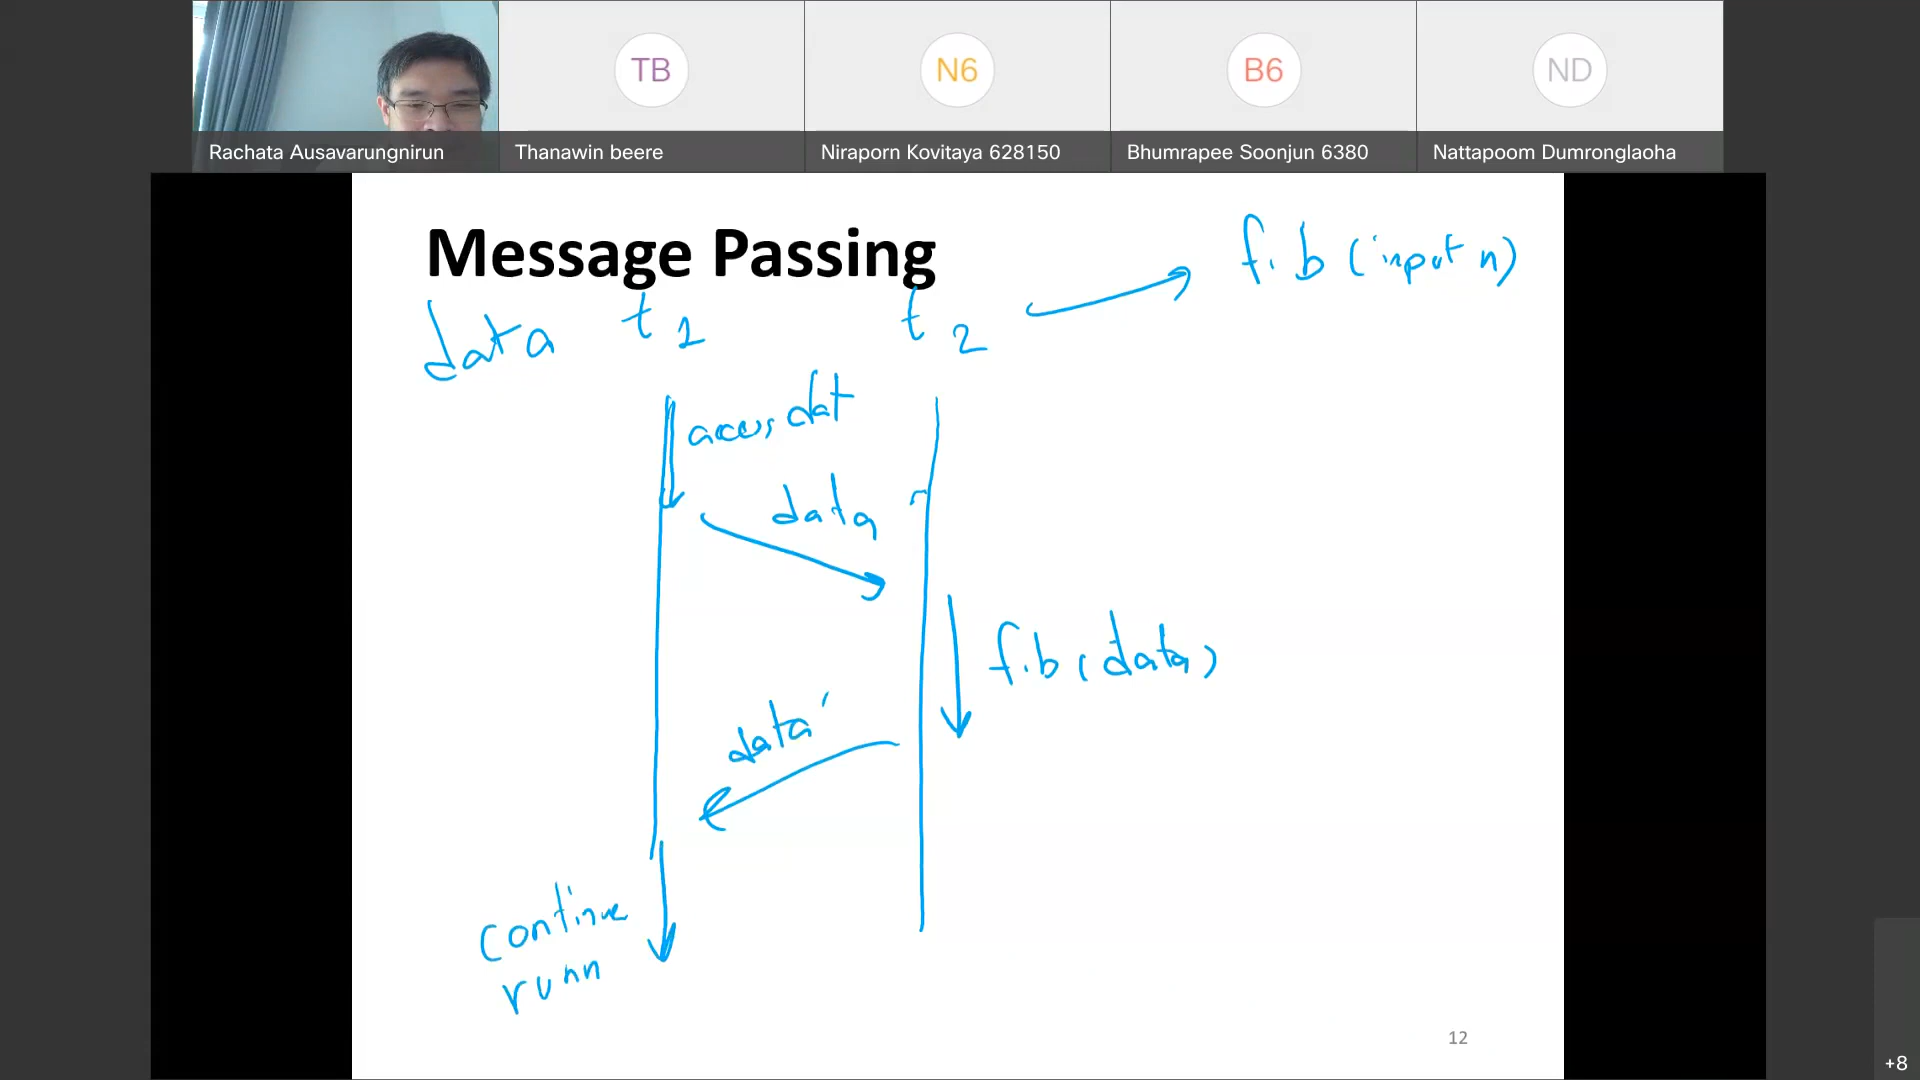 TB
N6
B6
ND
Rachata Ausavarungnirun
Thanawin beere
Niraporn Kovitaya 628150
Bhumrapee Soonjun 6380
Nattapoom Dumronglaoha
Message Passing
fib (input n)
data t1 t2
data
fib (data)
data'
continue
runn
12
+8